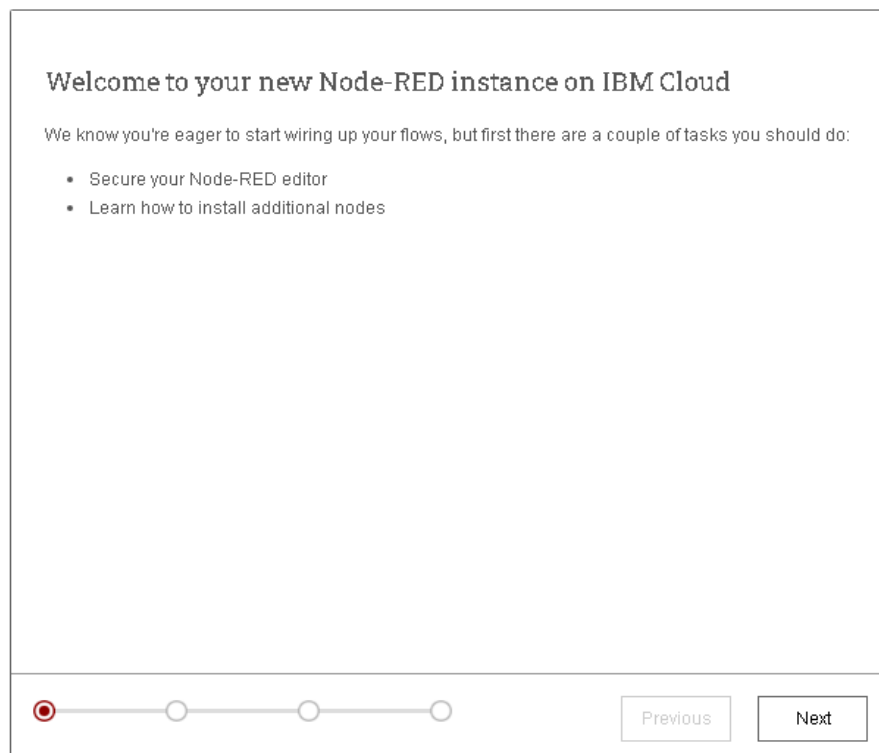 Welcome to your new Node-RED instance on IBM Cloud
We know you're eager to start wiring up your flows, but first there are a couple of tasks you should do:
• Secure your Node-RED editor
• Learn how to install additional nodes
Previous
Next